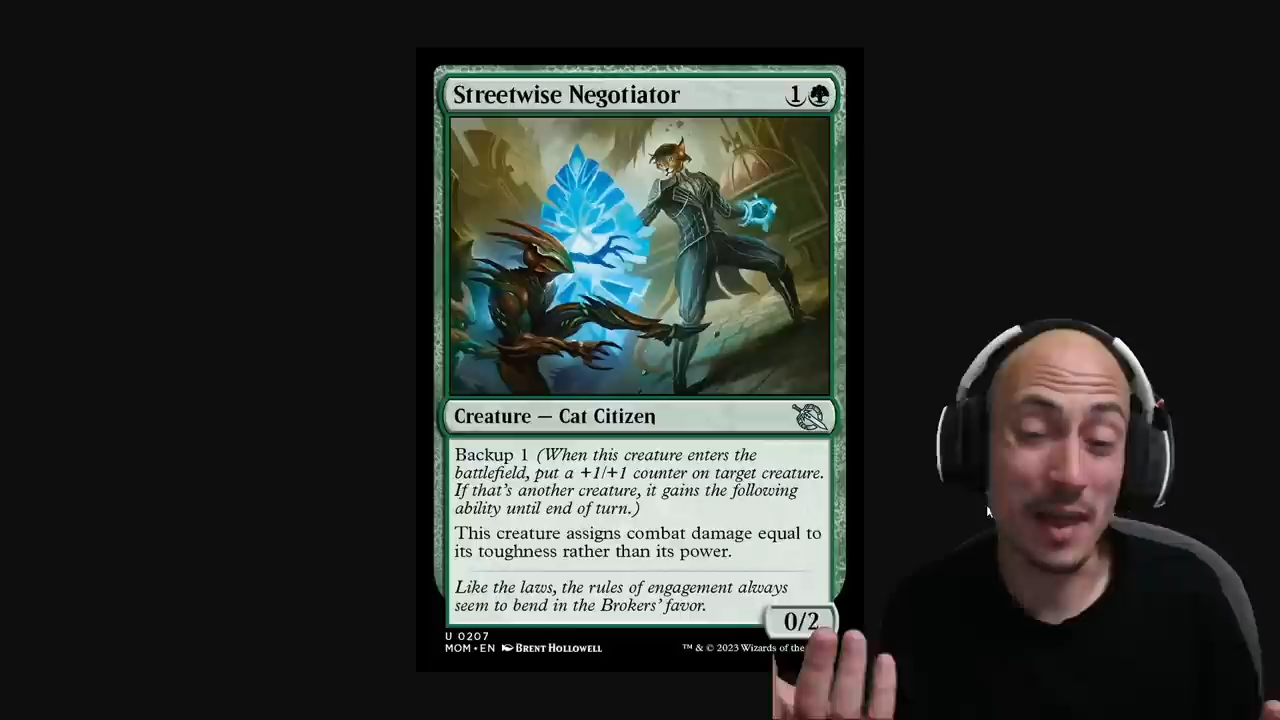 Streetwise Negotiator 1
Creature — Cat Citizen
Backup 1 (When this creature enters the
battlefield, put a +1/+1 counter on target creature.
If that's another creature, it gains the following
ability until end of turn.)
This creature assigns combat damage equal to
its toughness rather than its power.
Like the laws, the rules of engagement always
seem to bend in the Brokers' favor.
0/2
U 0207
MOM • EN Brent Hollowell
™ & © 2023 Wizards of the